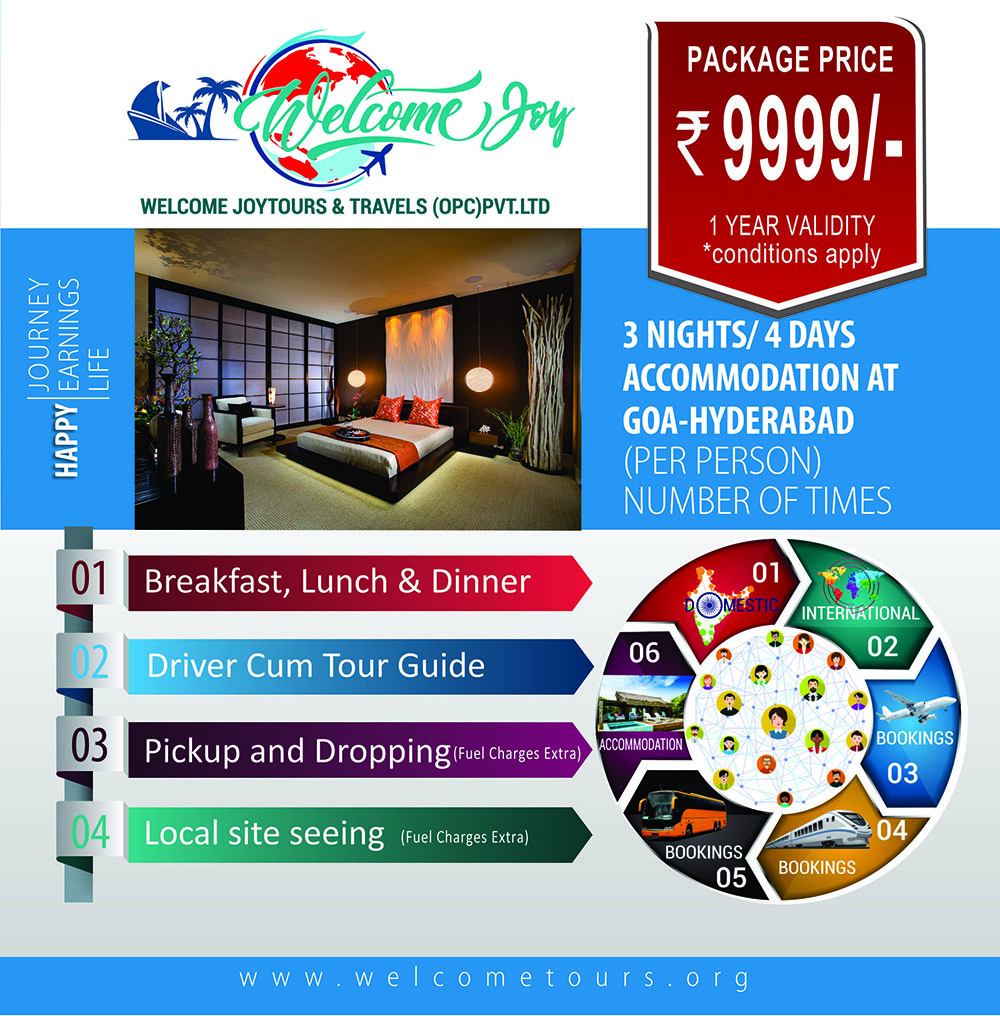 Welcome Joy
WELCOME JOYTOURS & TRAVELS (OPC)PVT.LTD
PACKAGE PRICE
₹ 9999/-
1 YEAR VALIDITY
*conditions apply
HAPPY
JOURNEY
EARNINGS
LIFE
3 NIGHTS/ 4 DAYS
ACCOMMODATION AT
GOA-HYDERABAD
(PER PERSON)
NUMBER OF TIMES
01 Breakfast, Lunch & Dinner
02 Driver Cum Tour Guide
03 Pickup and Dropping(Fuel Charges Extra)
04 Local site seeing (Fuel Charges Extra)
01
DOMESTIC
INTERNATIONAL
02
BOOKINGS
03
04
BOOKINGS
BOOKINGS
05
06
ACCOMMODATION
www.welcometours.org